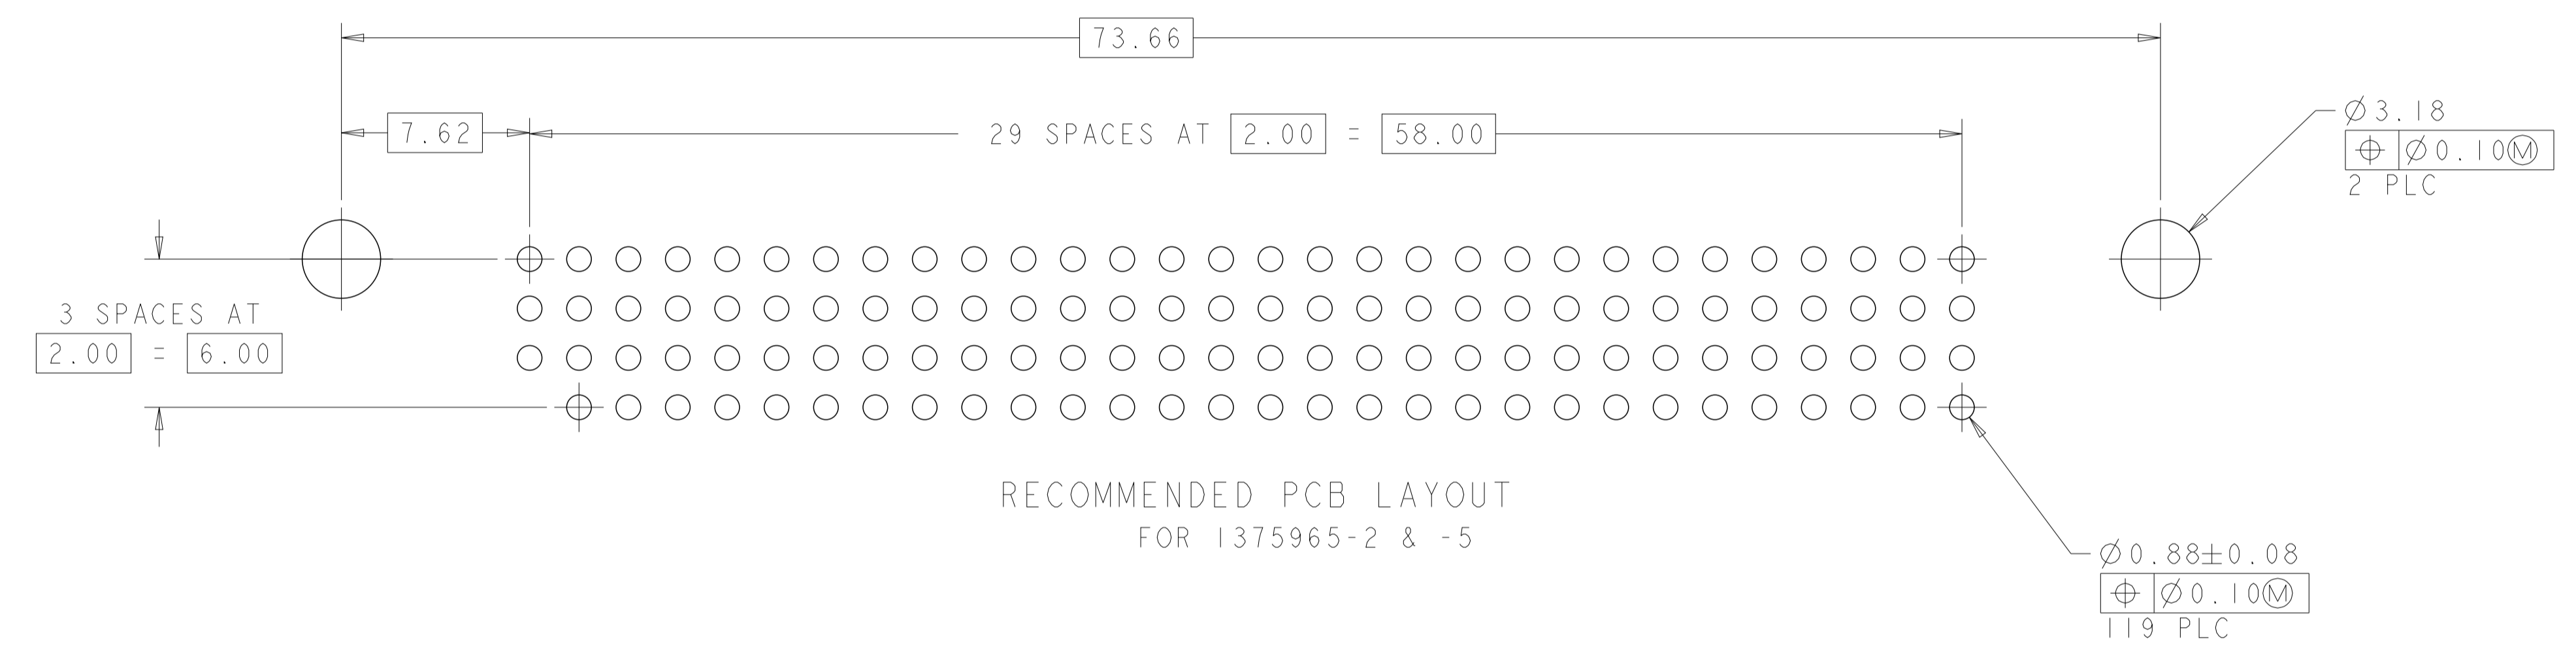 73.66
7.62
29 SPACES AT 2.00 = 58.00
Ø3.18
⌖ Ø0.10Ⓜ
2 PLC
3 SPACES AT
2.00 = 6.00
RECOMMENDED PCB LAYOUT
FOR 1375965-2 & -5
Ø0.88±0.08
⌖ Ø0.10Ⓜ
119 PLC